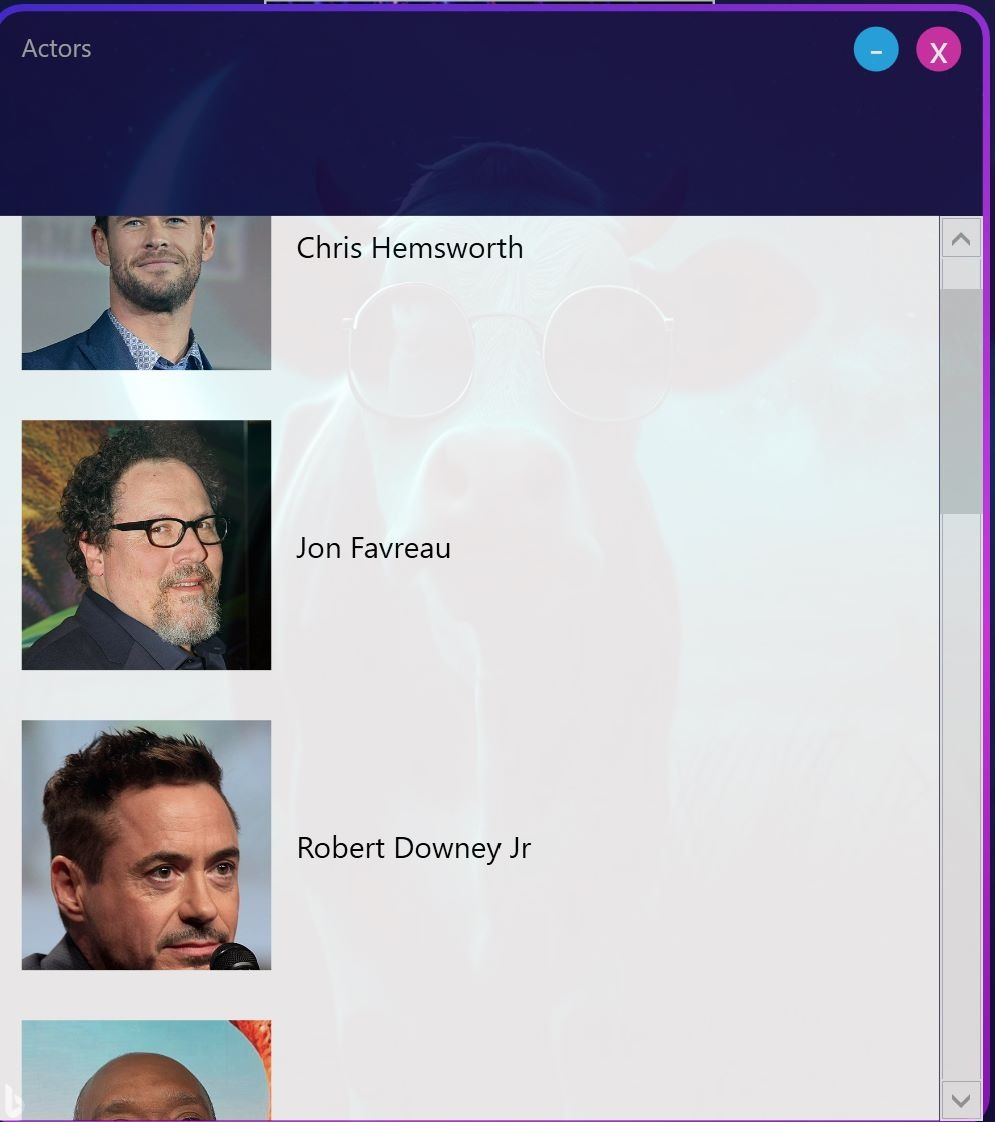 Actors
-
X
Chris Hemsworth
Jon Favreau
Robert Downey Jr